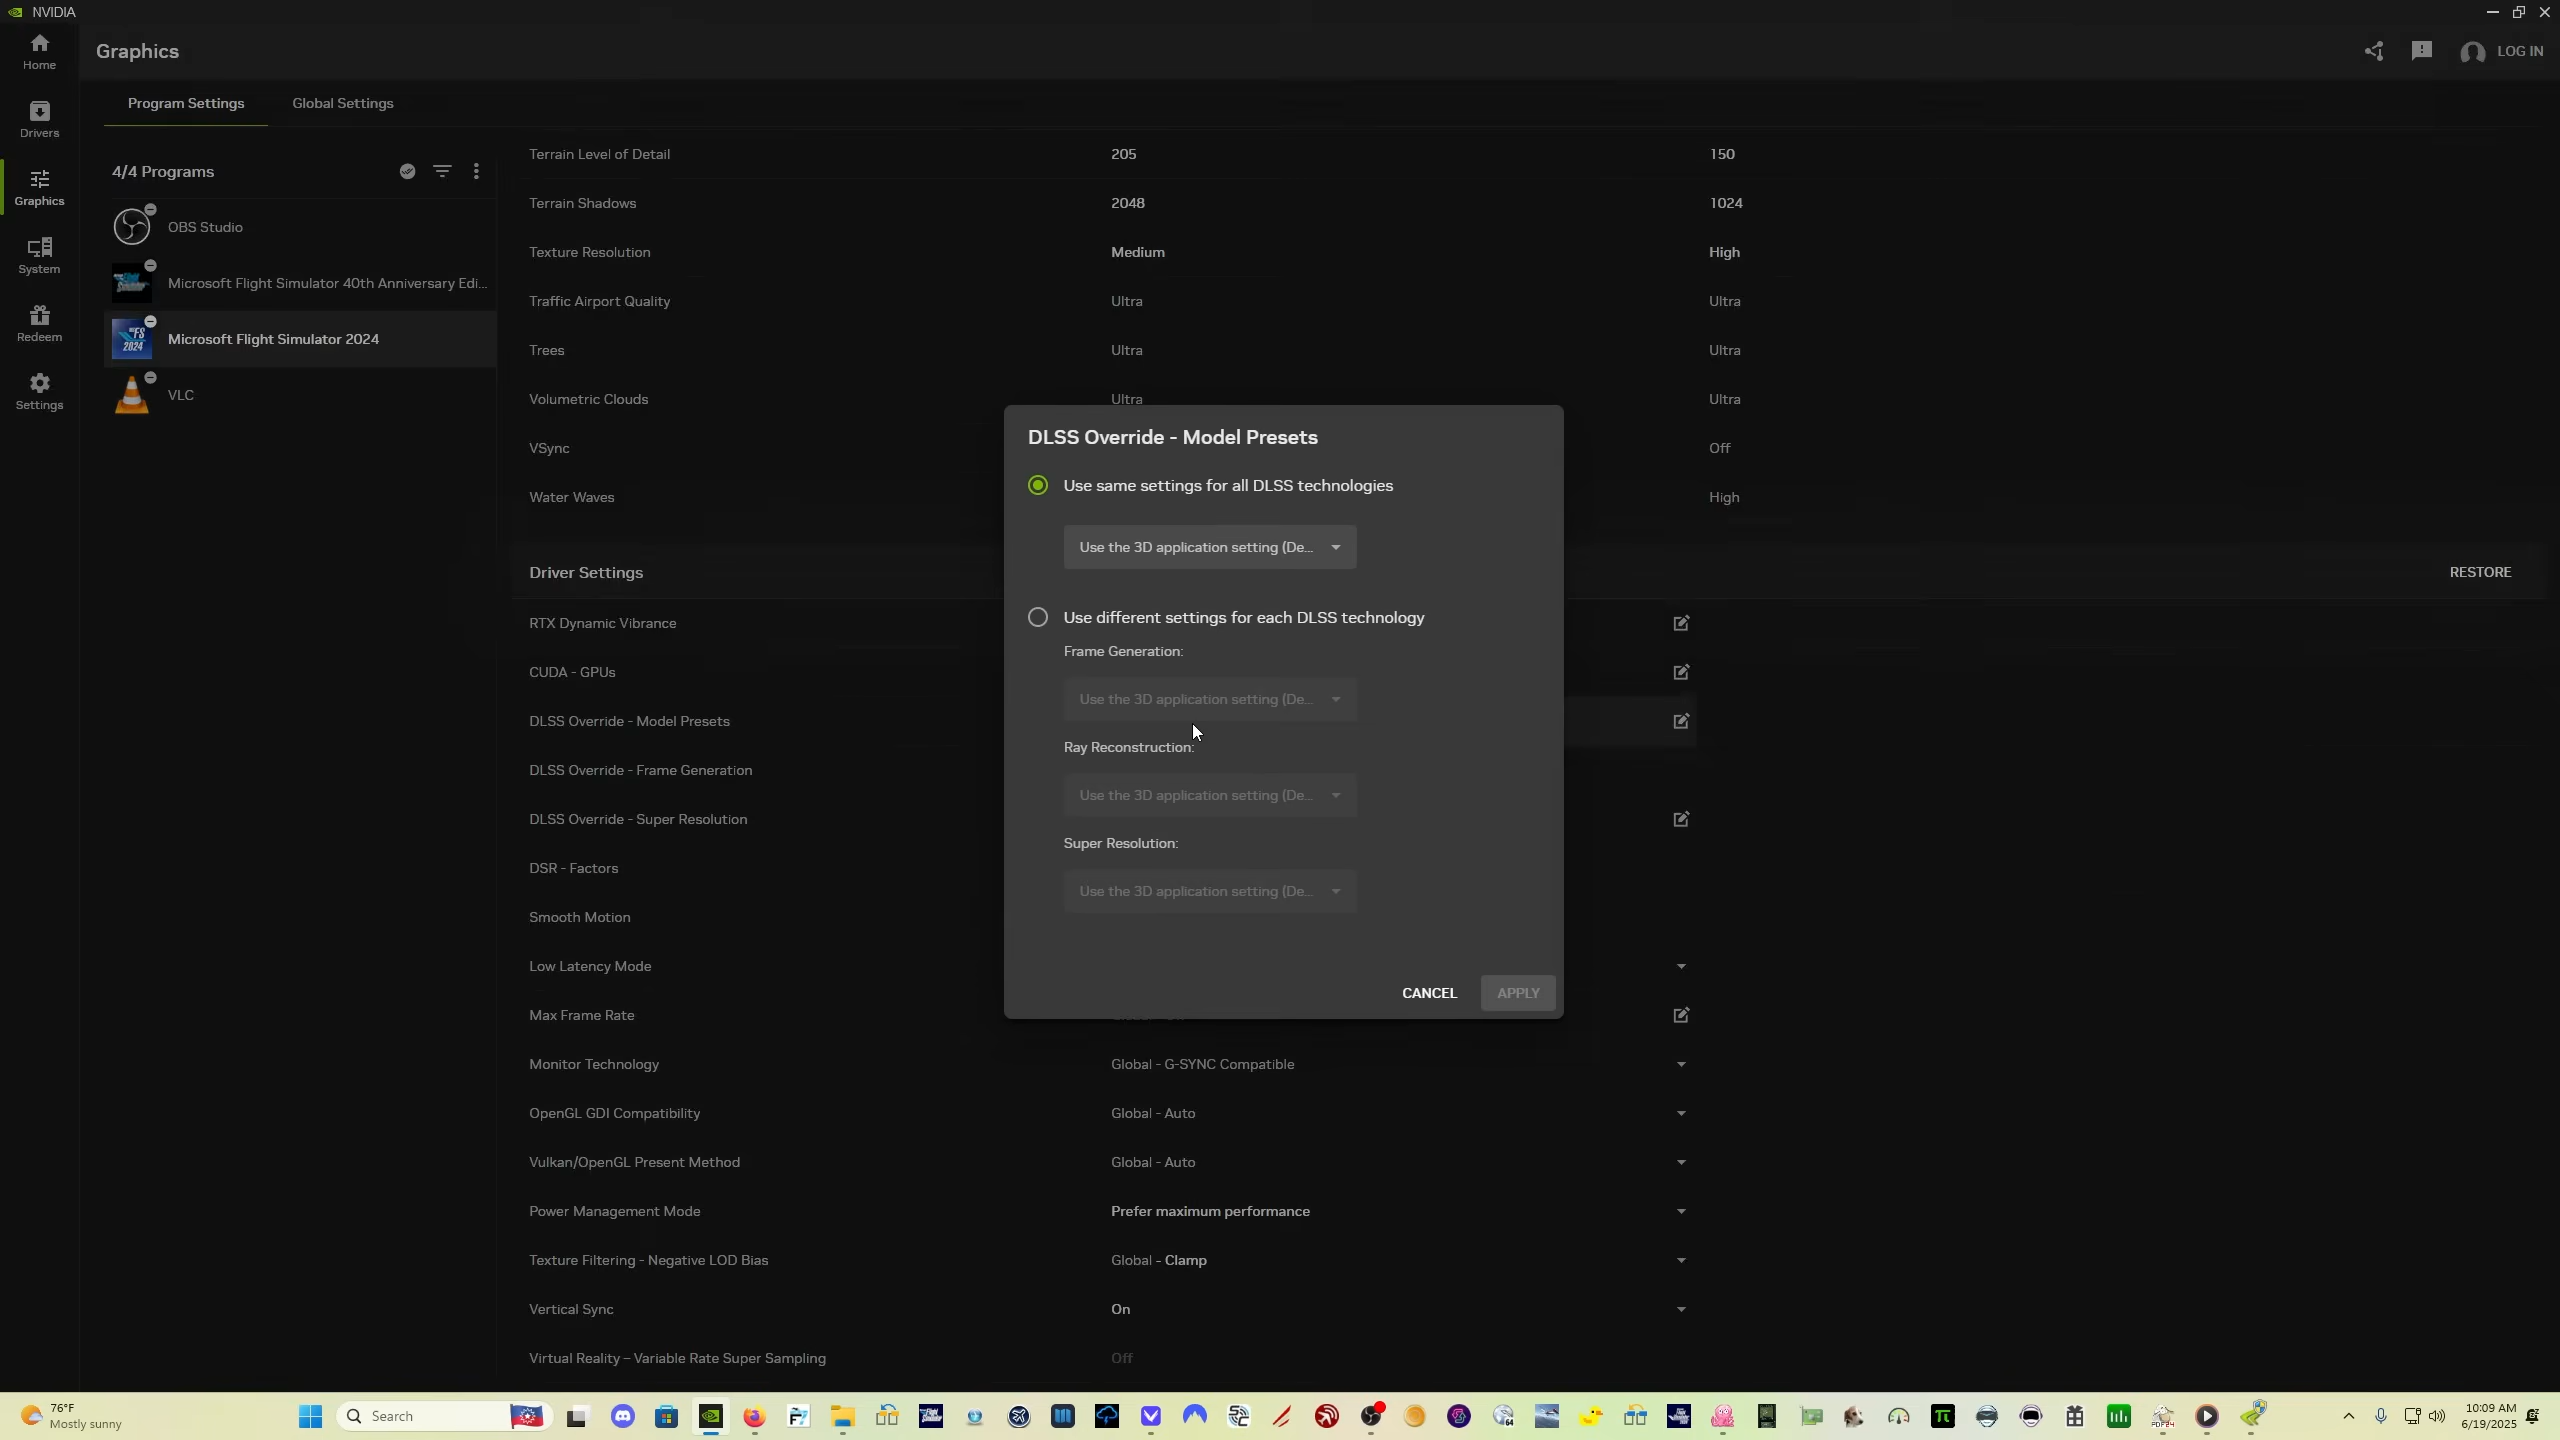 NVIDIA
Home
Graphics
LOG IN
Program Settings
Global Settings
Drivers
Graphics
System
Redeem
Settings
4/4 Programs
OBS Studio
Microsoft Flight Simulator 40th Anniversary Edi...
Microsoft Flight Simulator 2024
VLC
Terrain Level of Detail 205 150
Terrain Shadows 2048 1024
Texture Resolution Medium High
Traffic Airport Quality Ultra Ultra
Trees Ultra Ultra
Volumetric Clouds Ultra Ultra
VSync Off
Water Waves High
Driver Settings RESTORE
RTX Dynamic Vibrance
CUDA - GPUs
DLSS Override - Model Presets
DLSS Override - Frame Generation
DLSS Override - Super Resolution
DSR - Factors
Smooth Motion
Low Latency Mode
Max Frame Rate
Monitor Technology Global - G-SYNC Compatible
OpenGL GDI Compatibility Global - Auto
Vulkan/OpenGL Present Method Global - Auto
Power Management Mode Prefer maximum performance
Texture Filtering - Negative LOD Bias Global - Clamp
Vertical Sync On
Virtual Reality – Variable Rate Super Sampling Off
DLSS Override - Model Presets
Use same settings for all DLSS technologies
Use the 3D application setting (De...
Use different settings for each DLSS technology
Frame Generation:
Use the 3D application setting (De...
Ray Reconstruction:
Use the 3D application setting (De...
Super Resolution:
Use the 3D application setting (De...
CANCEL
APPLY
76°F
Mostly sunny
Search
10:09 AM
6/19/2025